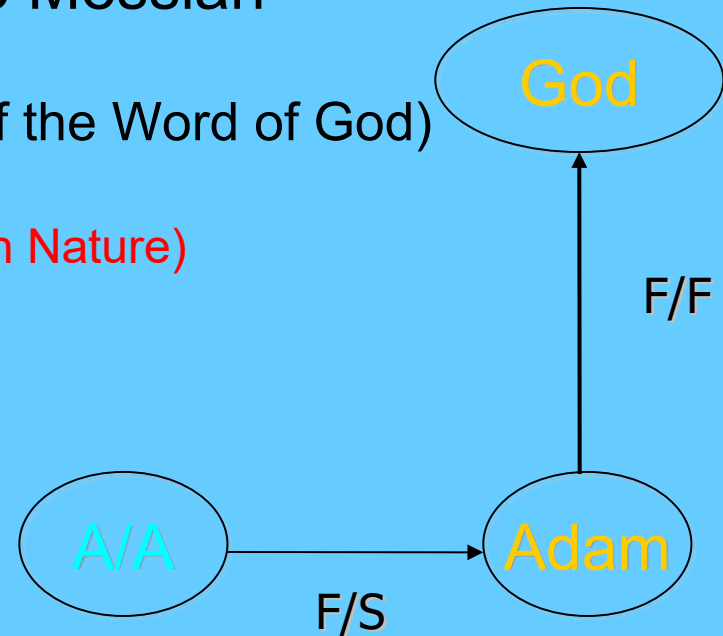 Messiah
God
f the Word of God)
n Nature)
F/F
A/A
Adam
F/S